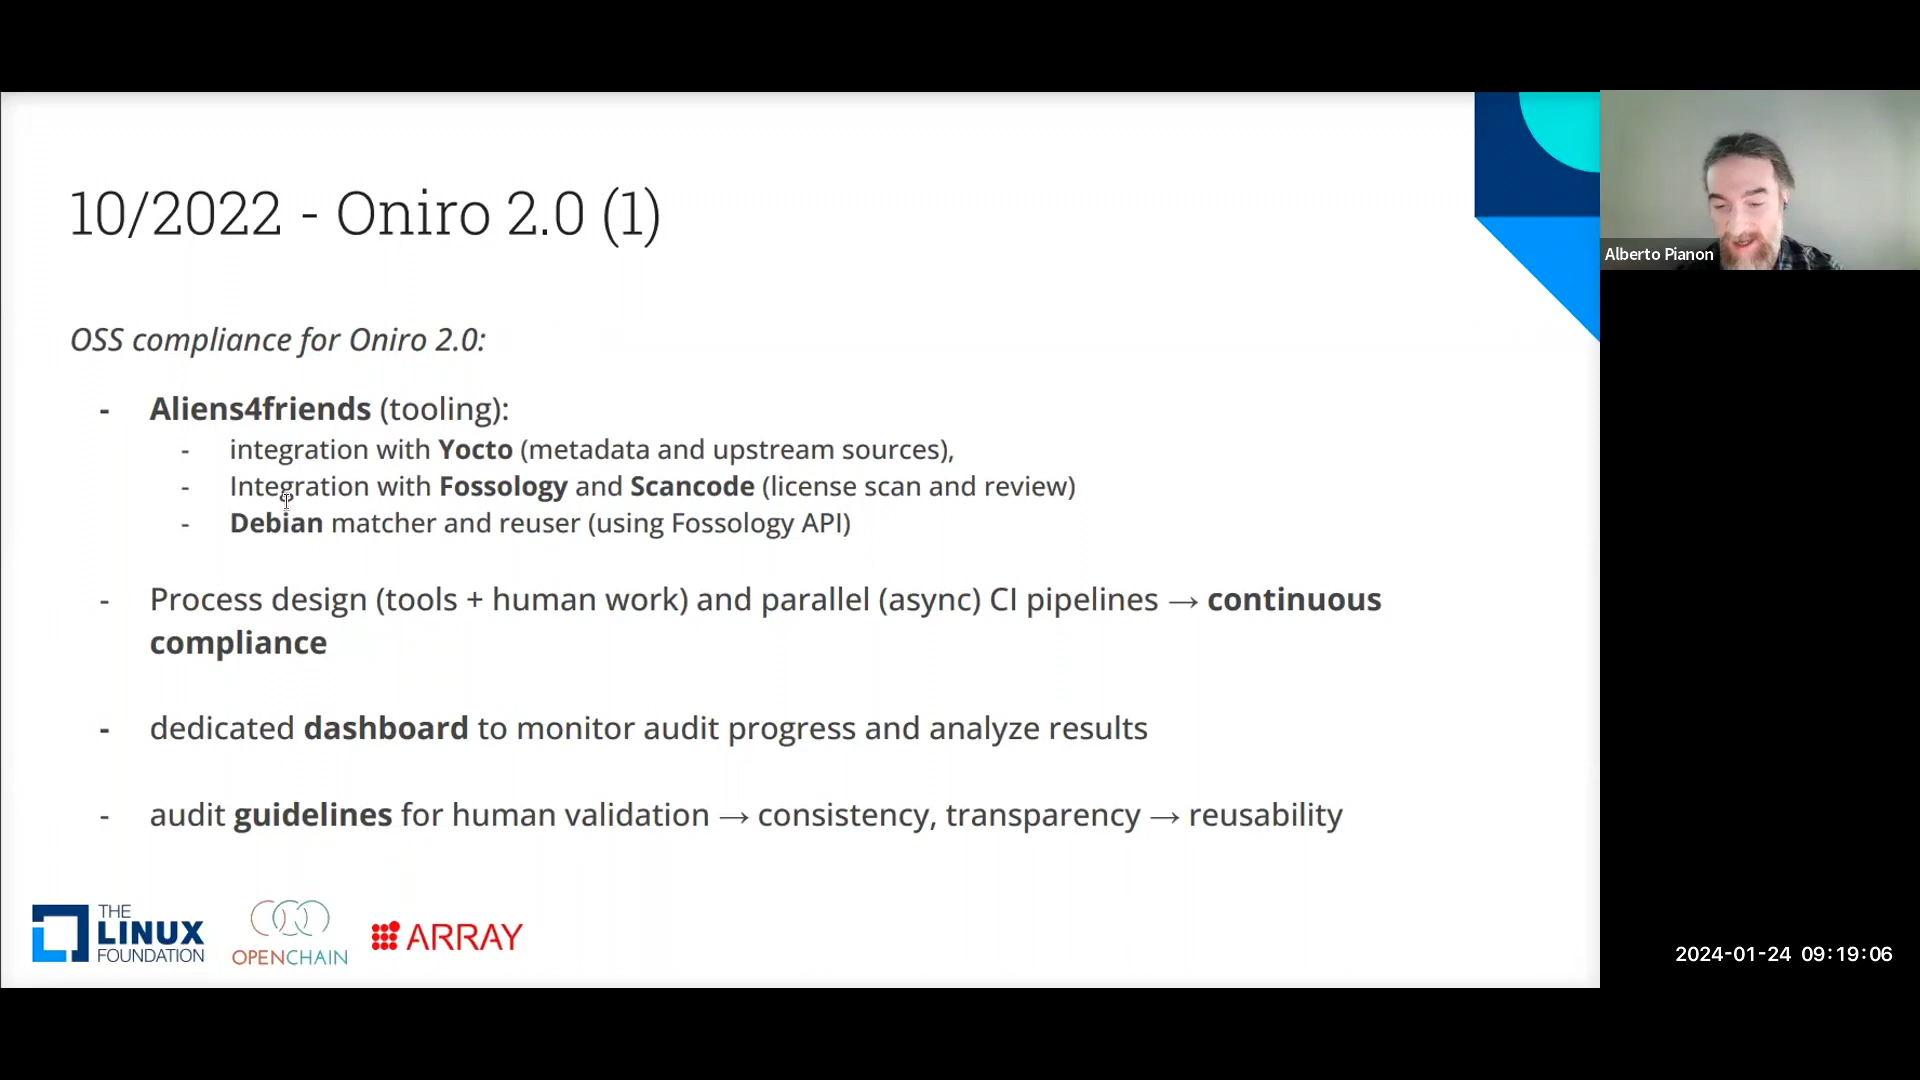 10/2022 - Oniro 2.0 (1)
OSS compliance for Oniro 2.0:
- Aliens4friends (tooling):
- integration with Yocto (metadata and upstream sources),
- Integration with Fossology and Scancode (license scan and review)
- Debian matcher and reuser (using Fossology API)
- Process design (tools + human work) and parallel (async) CI pipelines → continuous
compliance
- dedicated dashboard to monitor audit progress and analyze results
- audit guidelines for human validation → consistency, transparency → reusability
THE
LINUX
FOUNDATION
OPENCHAIN
ARRAY
Alberto Pianon
2024-01-24 09:19:06